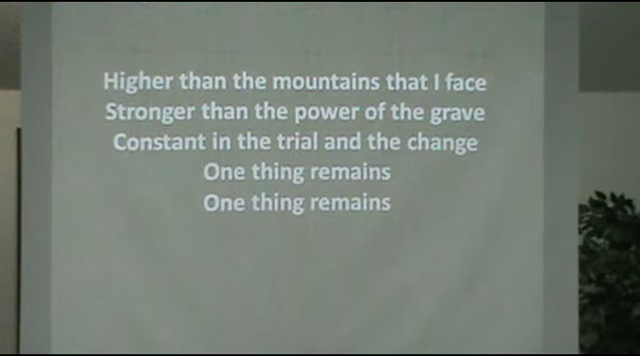 Higher than the mountains that I face
Stronger than the power of the grave
Constant in the trial and the change
One thing remains
One thing remains